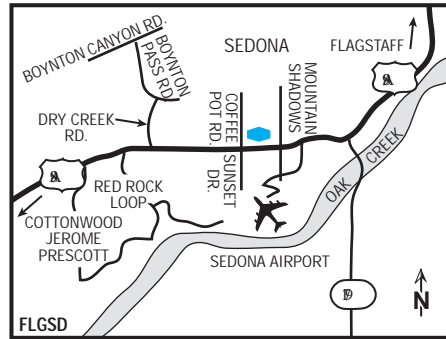 BOYNTON CANYON RD.
BOYNTON
PASS RD.
SEDONA
FLAGSTAFF
MOUNTAIN
SHADOWS
DRY CREEK
RD.
COFFEE
POT RD.
SUNSET
DR.
RED ROCK
LOOP
OAK CREEK
COTTONWOOD
JEROME
PRESCOTT
SEDONA AIRPORT
N
FLGSD